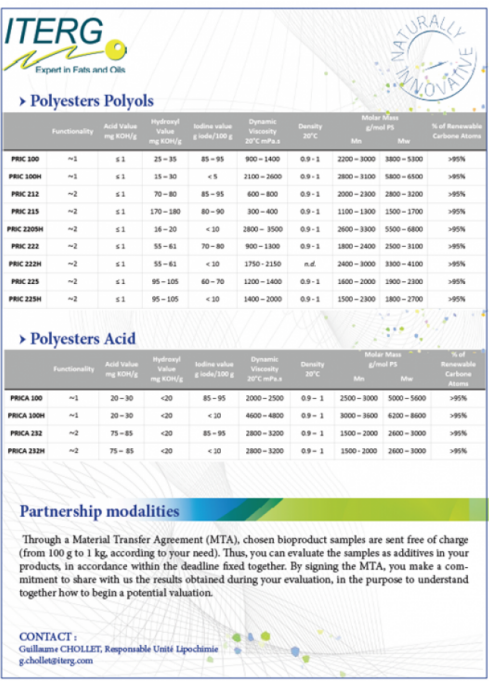 ITERG
Expert in Fats and Oils
NATURALLY
INNOVATIVE
➤ Polyesters Polyols
Functionality Acid Value mg KOH/g Hydroxyl Value mg KOH/g Iodine value g iode/100 g Dynamic Viscosity 20°C mPa.s Density 20°C Molar Mass g/mol PS Mn Mw % of Renewable Carbone Atoms
PRIC 100 ~1 ≤ 1 25 – 35 85 – 95 900 – 1400 0.9 - 1 2200 – 3000 3800 – 5300 >95%
PRIC 100H ~1 ≤ 1 15 – 30 < 5 2100 – 2600 0.9 - 1 2800 – 3100 5800 – 6500 >95%
PRIC 212 ~2 ≤ 1 70 – 80 85 – 95 600 – 800 0.9 - 1 2000 – 2300 2800 – 3200 >95%
PRIC 215 ~2 ≤ 1 170 – 180 80 – 90 300 – 400 0.9 - 1 1100 – 1300 1500 – 1700 >95%
PRIC 2205H ~2 ≤ 1 16 – 20 < 10 2800 – 3500 0.9 - 1 2600 – 3300 5500 – 6800 >95%
PRIC 222 ~2 ≤ 1 55 – 61 70 – 80 900 – 1300 0.9 - 1 1800 – 2400 2500 – 3100 >95%
PRIC 222H ~2 ≤ 1 55 – 61 < 10 1750 - 2150 n.d. 2400 – 3000 3300 – 4100 >95%
PRIC 225 ~2 ≤ 1 95 – 105 60 – 70 1200 – 1400 0.9 - 1 1600 – 2000 1900 – 2300 >95%
PRIC 225H ~2 ≤ 1 95 – 105 < 10 1400 – 2000 0.9 - 1 1500 – 2300 1800 – 2700 >95%
➤ Polyesters Acid
Functionality Acid Value mg KOH/g Hydroxyl Value mg KOH/g Iodine value g iode/100 g Dynamic Viscosity 20°C mPa.s Density 20°C Molar Mass g/mol PS Mn Mw % of Renewable Carbone Atoms
PRICA 100 ~1 20 – 30 <20 85 – 95 2000 – 2500 0.9 – 1 2500 – 3000 5000 – 5600 >95%
PRICA 100H ~1 20 – 30 <20 < 10 4600 – 4800 0.9 – 1 3000 – 3600 6200 – 8600 >95%
PRICA 232 ~2 75 – 85 <20 85 – 95 2800 – 3200 0.9 – 1 1500 – 2000 2600 – 3000 >95%
PRICA 232H ~2 75 – 85 <20 < 10 2800 – 3200 0.9 – 1 1500 - 2000 2600 – 3000 >95%
Partnership modalities
Through a Material Transfer Agreement (MTA), chosen bioproduct samples are sent free of charge
(from 100 g to 1 kg, according to your need). Thus, you can evaluate the samples as additives in your
products, in accordance within the deadline fixed together. By signing the MTA, you make a com-
mitment to share with us the results obtained during your evaluation, in the purpose to understand
together how to begin a potential valuation.
CONTACT :
Guillaume CHOLLET, Responsable Unité Lipochimie
g.chollet@iterg.com